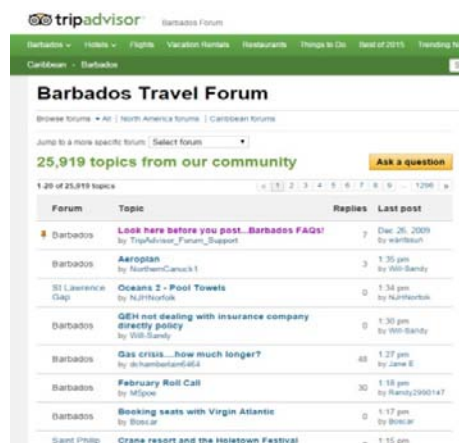 tripadvisor Barbados Forum
Barbados Hotels Flights Vacation Rentals Restaurants Things to Do Best of 2015 Trending
Caribbean Barbados
Barbados Travel Forum
Browse forums All | North America forums | Caribbean forums
Jump to a more specific forum: Select forum
25,919 topics from our community Ask a question
1-20 of 25,919 topics « 1 2 3 4 5 6 7 8 9 ... 1296 »
Forum Topic Replies Last post
Barbados Look here before you post...Barbados FAQs! 7 Dec 26, 2009
by TripAdvisor_Forum_Support
Barbados Aeroplan 3 1:35 pm
by NorthernCanuck1 by Will-Sandy
St Lawrence Gap Oceans 2 - Pool Towels 0 1:34 pm
by NJHNorfolk by NJHNorfolk
Barbados GEH not dealing with insurance company directly policy 0 1:30 pm
by Will-Sandy by Will-Sandy
Barbados Gas crisis....how much longer? 48 1:27 pm
by dchamberlain6464 by Jane E
Barbados February Roll Call 30 1:18 pm
by MSpoe by Randy2990147
Barbados Booking seats with Virgin Atlantic 0 1:17 pm
by Boscar by Boscar
Saint Philip Crane resort and the Holetown Festival 0 1:15 pm